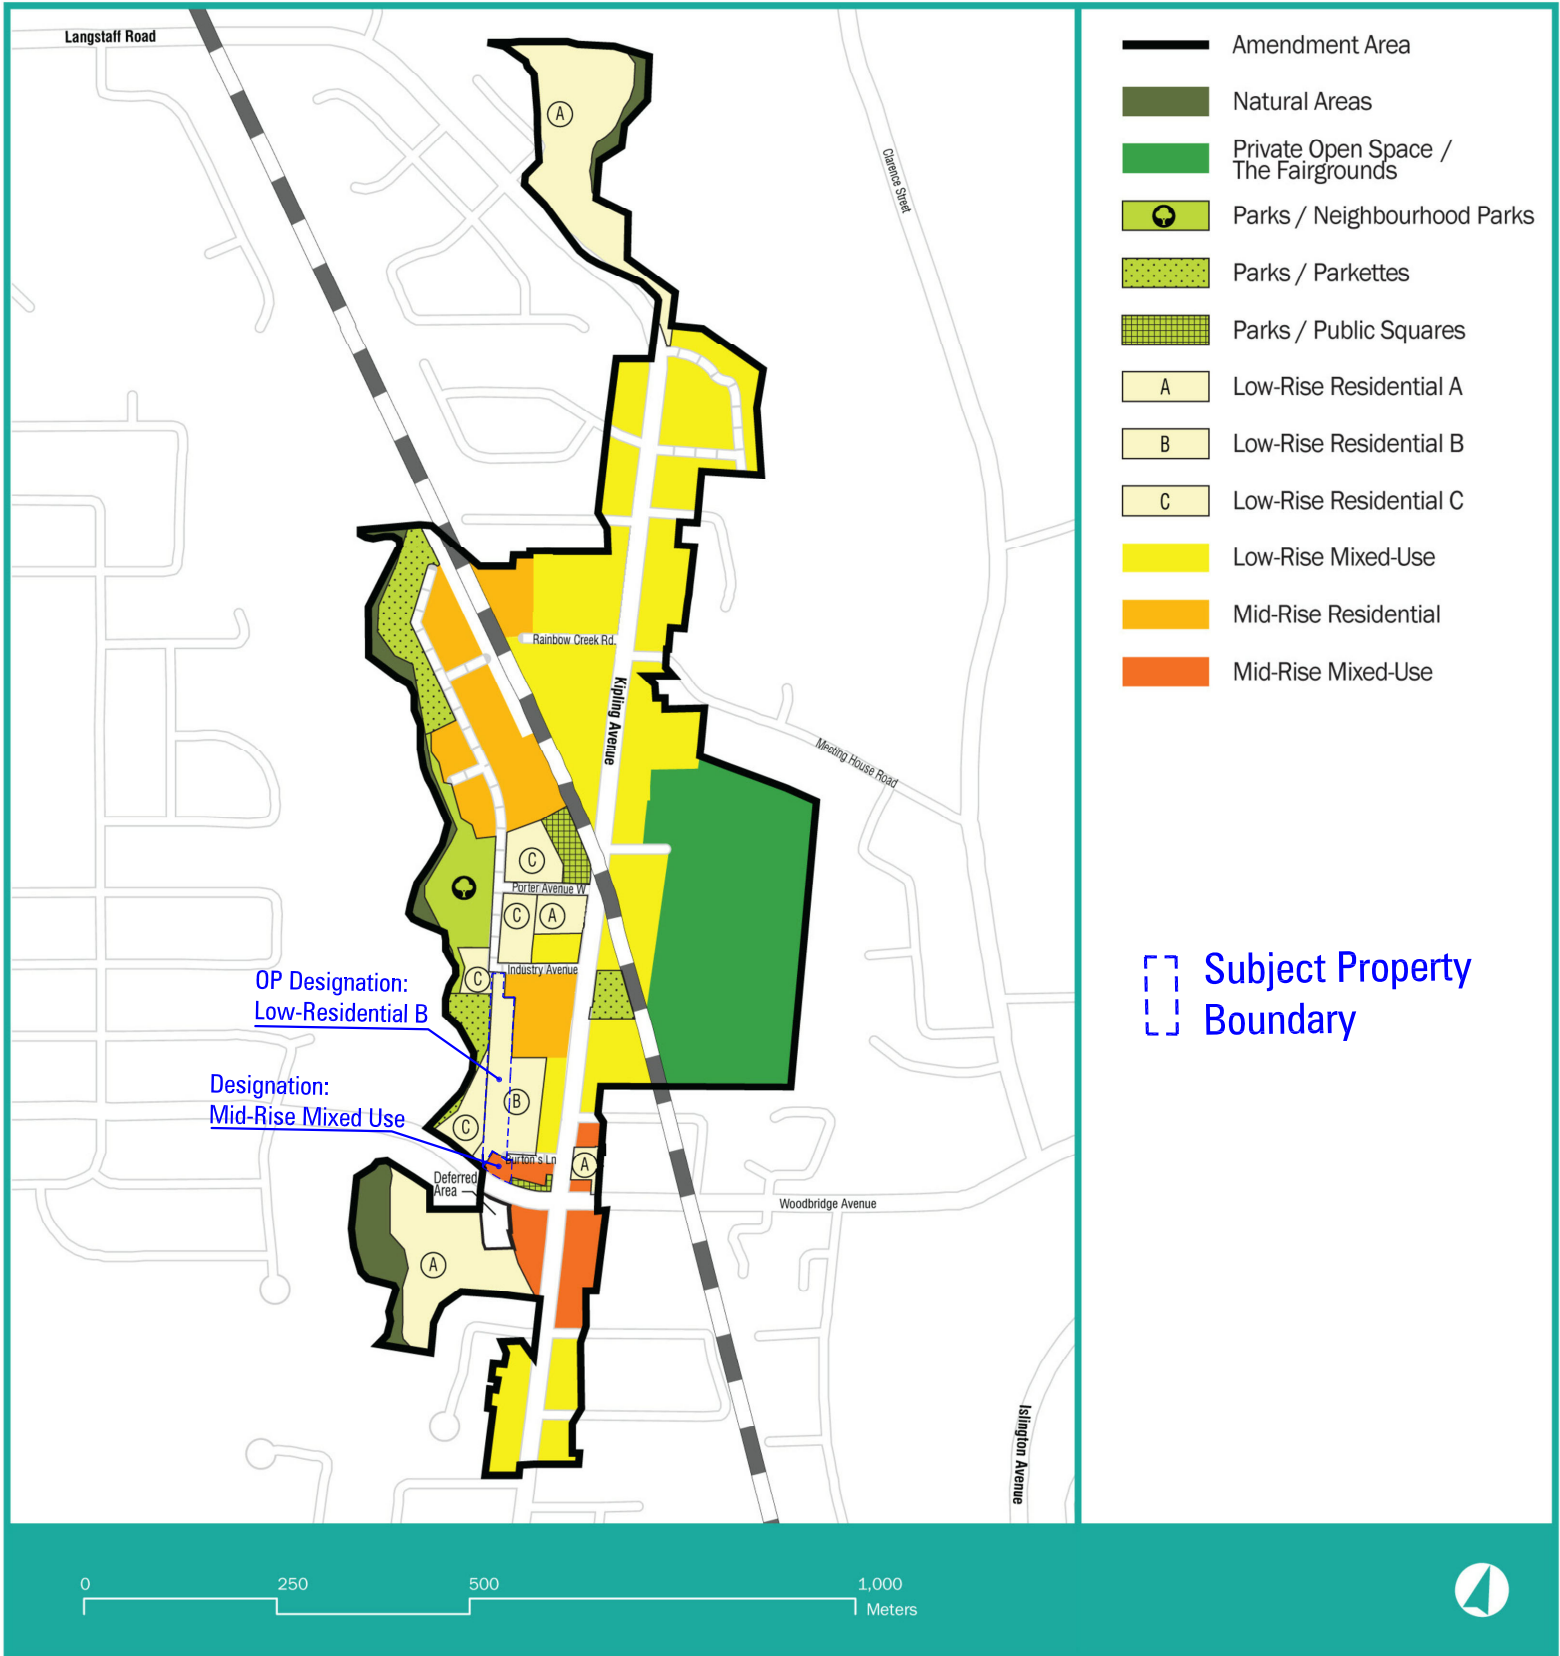 Langstaff Road
A
Clarence Street
Rainbow Creek Rd.
Kipling Avenue
Meeting House Road
C
Porter Avenue W
C
A
Industry Avenue
C
OP Designation:
Low-Residential B
Designation:
Mid-Rise Mixed Use
B
C
Burton's Ln
A
Deferred
Area
Woodbridge Avenue
A
Islington Avenue
Amendment Area
Natural Areas
Private Open Space /
The Fairgrounds
Parks / Neighbourhood Parks
Parks / Parkettes
Parks / Public Squares
A Low-Rise Residential A
B Low-Rise Residential B
C Low-Rise Residential C
Low-Rise Mixed-Use
Mid-Rise Residential
Mid-Rise Mixed-Use
Subject Property
Boundary
0 250 500 1,000
Meters